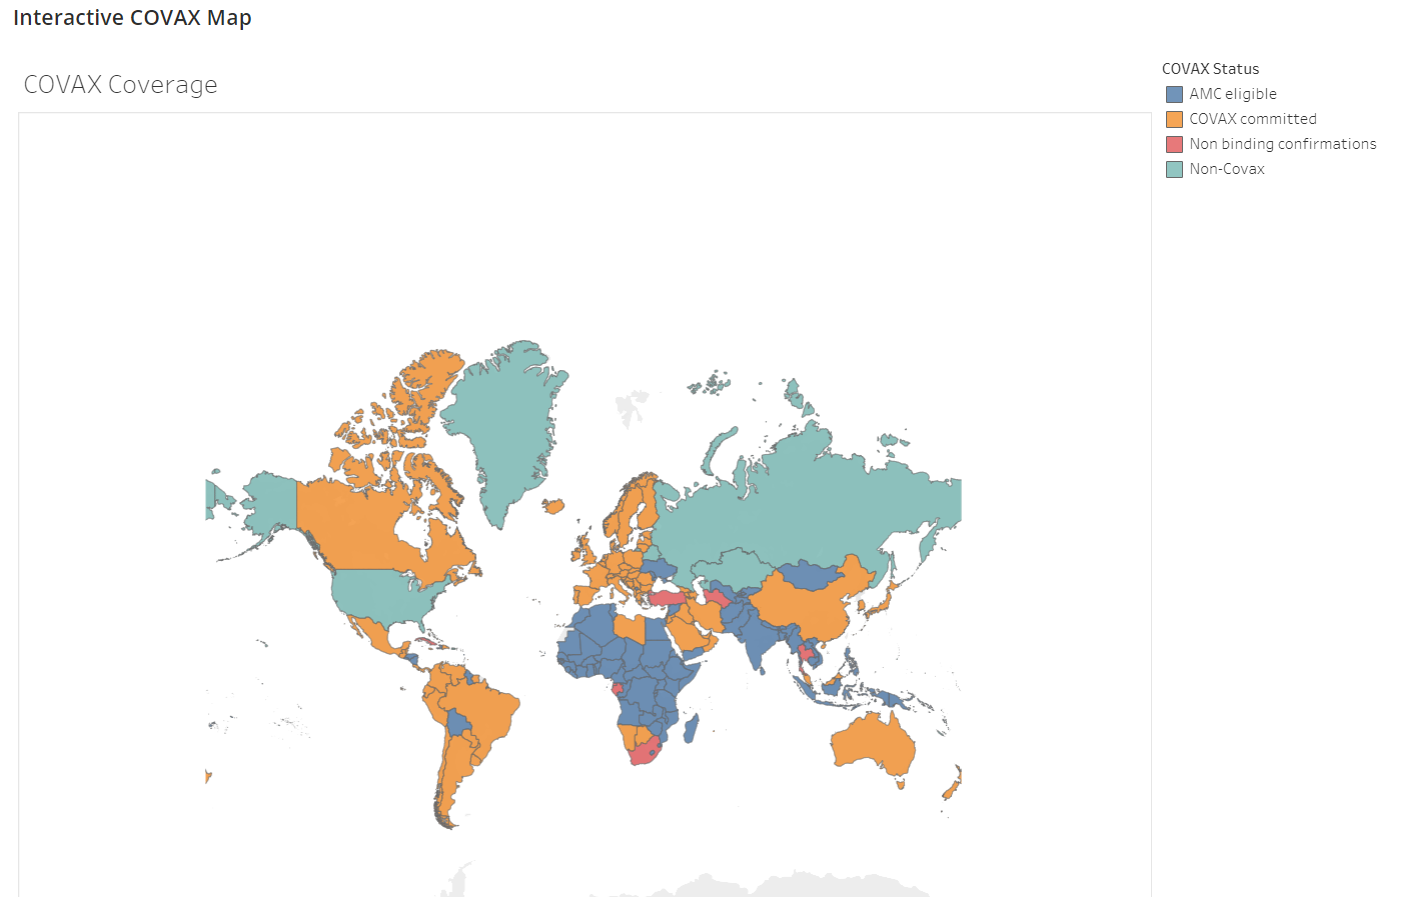 Interactive COVAX Map
COVAX Coverage
COVAX Status
AMC eligible
COVAX committed
Non binding confirmations
Non-Covax